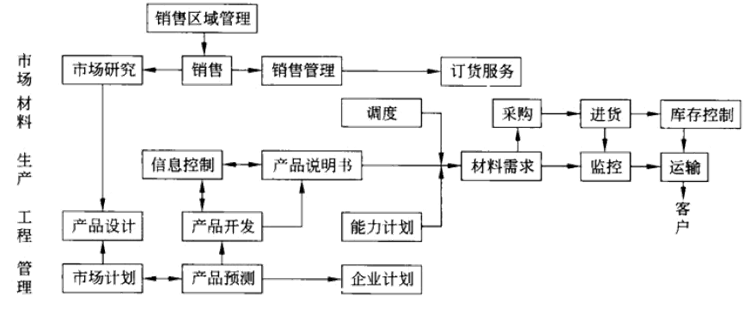 销售区域管理
市场
市场研究
销售
销售管理
订货服务
材料
调度
采购
进货
库存控制
生产
信息控制
产品说明书
材料需求
监控
运输
工程
产品设计
产品开发
能力计划
客户
管理
市场计划
产品预测
企业计划